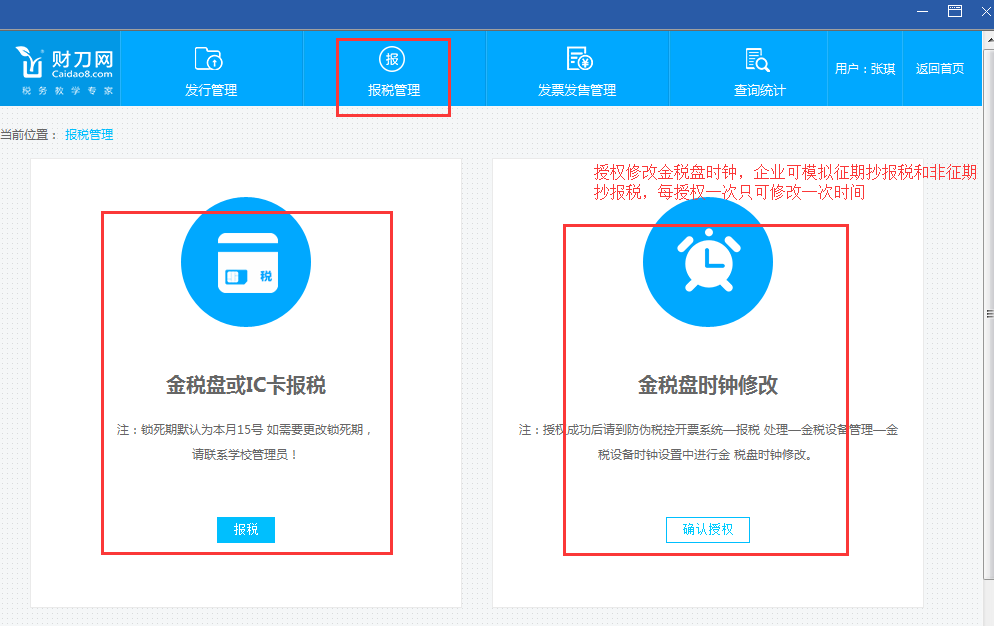 财刀网
Caidao8.com
税务教学专家
发行管理
报
报税管理
发票发售管理
查询统计
用户：张琪
返回首页
当前位置： 报税管理
授权修改金税盘时钟，企业可模拟征期抄报税和非征期
抄报税，每授权一次只可修改一次时间
税
金税盘或IC卡报税
注：锁死期默认为本月15号 如需要更改锁死期，
请联系学校管理员！
报税
金税盘时钟修改
注：授权成功后请到防伪税控开票系统—报税 处理—金税设备管理—金
税设备时钟设置中进行金 税盘时钟修改。
确认授权